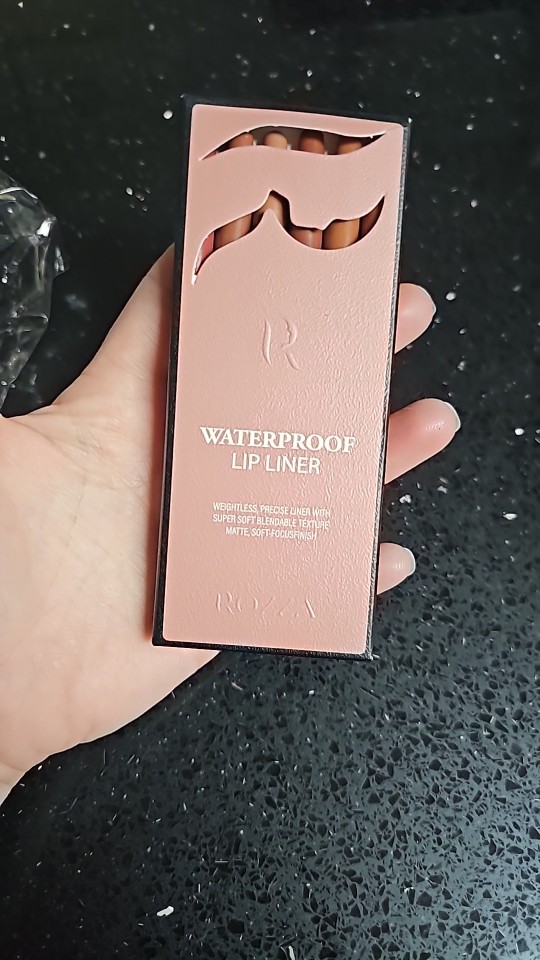 R
WATERPROOF
LIP LINER
WEIGHTLESS, PRECISE LINER WITH
SUPER SOFT BLENDABLE TEXTURE
MATTE, SOFT-FOCUSFINISH
ROZZA